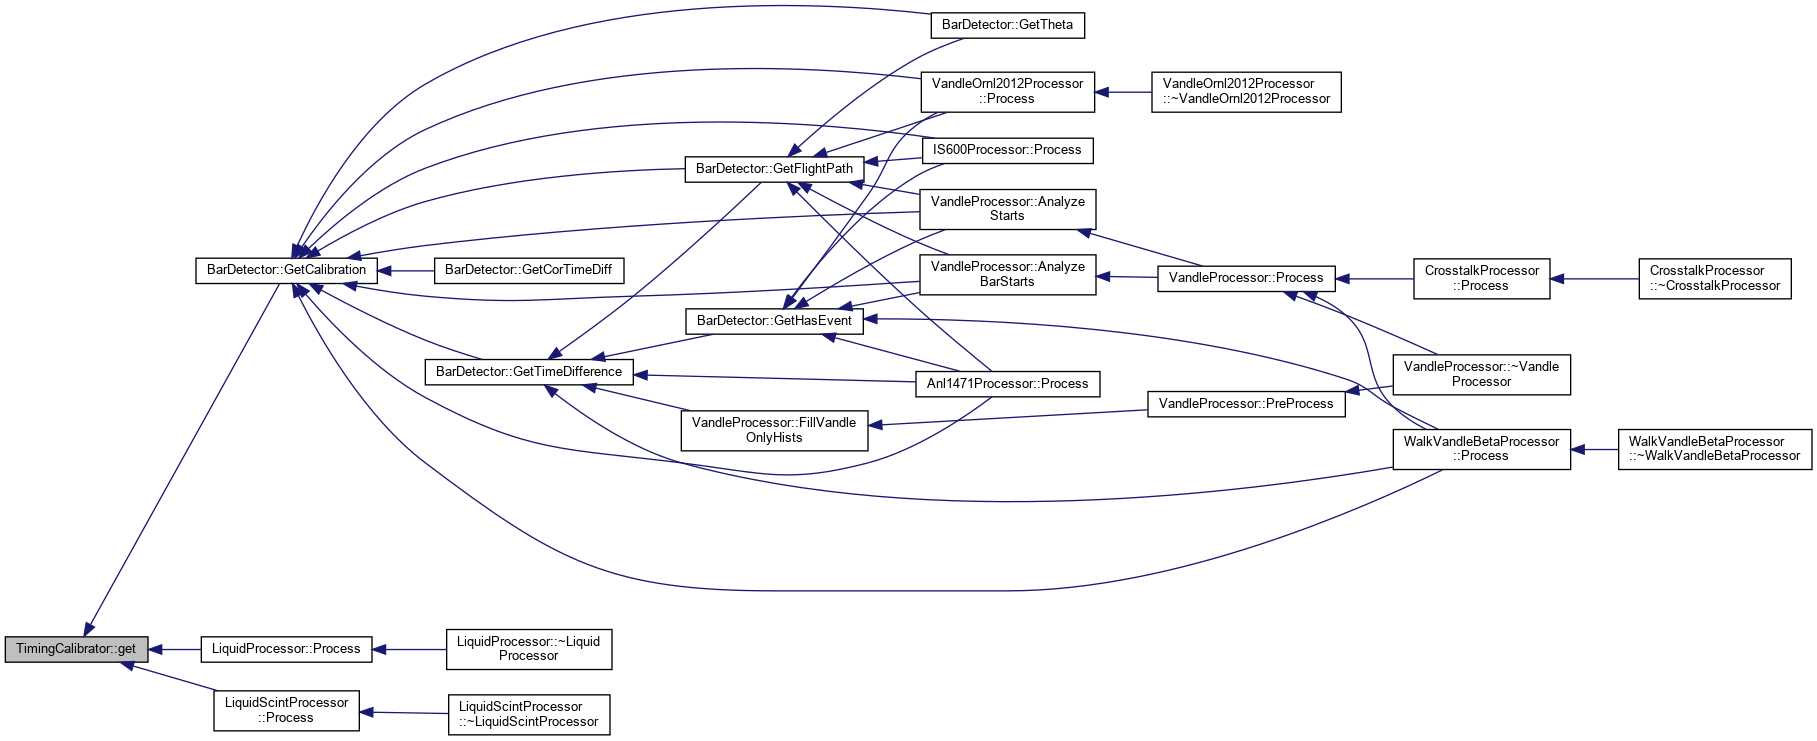 BarDetector::GetTheta
VandleOrnl2012Processor
::Process
VandleOrnl2012Processor
::~VandleOrnl2012Processor
IS600Processor::Process
BarDetector::GetFlightPath
VandleProcessor::Analyze
Starts
BarDetector::GetCalibration
BarDetector::GetCorTimeDiff
VandleProcessor::Analyze
BarStarts
VandleProcessor::Process
CrosstalkProcessor
::Process
CrosstalkProcessor
::~CrosstalkProcessor
BarDetector::GetHasEvent
BarDetector::GetTimeDifference
Anl1471Processor::Process
VandleProcessor::~Vandle
Processor
VandleProcessor::PreProcess
VandleProcessor::FillVandle
OnlyHists
WalkVandleBetaProcessor
::Process
WalkVandleBetaProcessor
::~WalkVandleBetaProcessor
TimingCalibrator::get
LiquidProcessor::Process
LiquidProcessor::~Liquid
Processor
LiquidScintProcessor
::Process
LiquidScintProcessor
::~LiquidScintProcessor